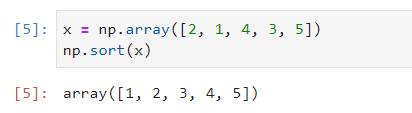 [5]: x = np.array([2, 1, 4, 3, 5])
np.sort(x)
[5]: array([1, 2, 3, 4, 5])